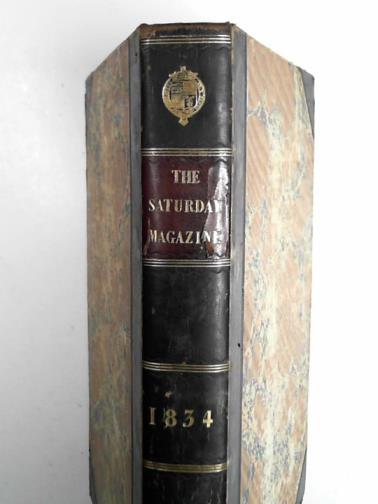 THE
SATURDAY
MAGAZINE
1834